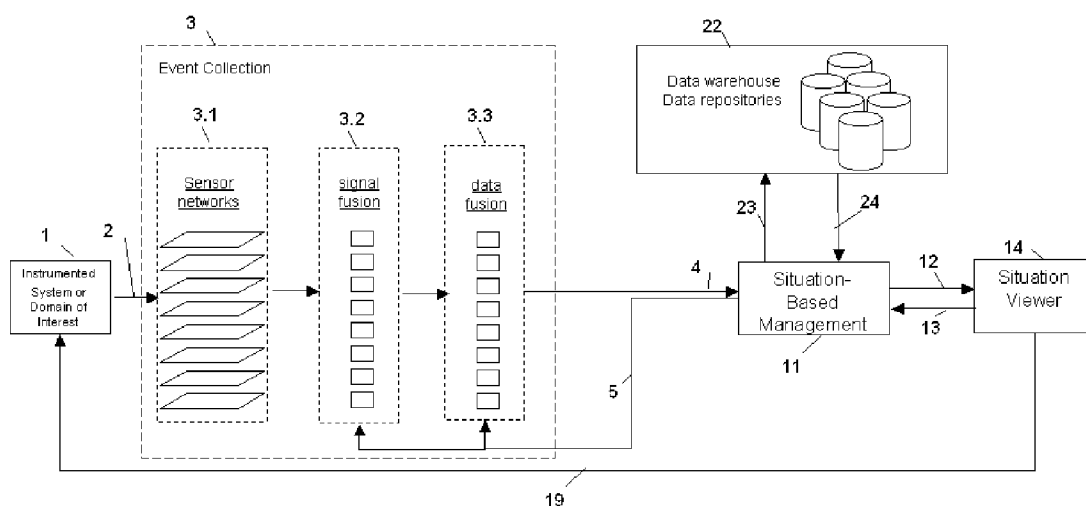 3
22
Event Collection
Data warehouse
Data repositories
3.1
3.2
3.3
Sensor
networks
signal
fusion
data
fusion
1
2
23
24
4
12
14
Instrumented
System or
Domain of
Interest
Situation-
Based
Management
Situation
Viewer
13
11
5
19